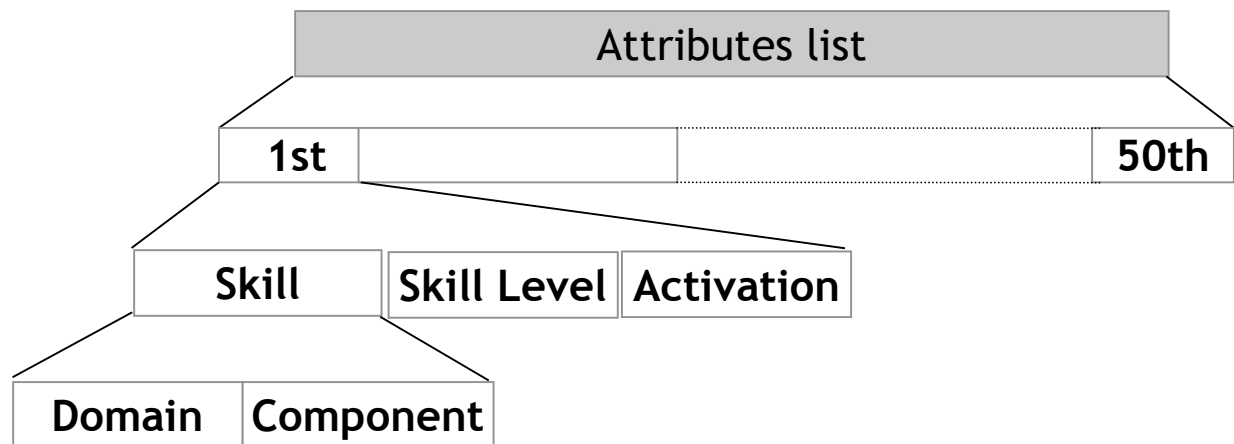 Attributes list
1st 50th
Skill Skill Level Activation
Domain Component